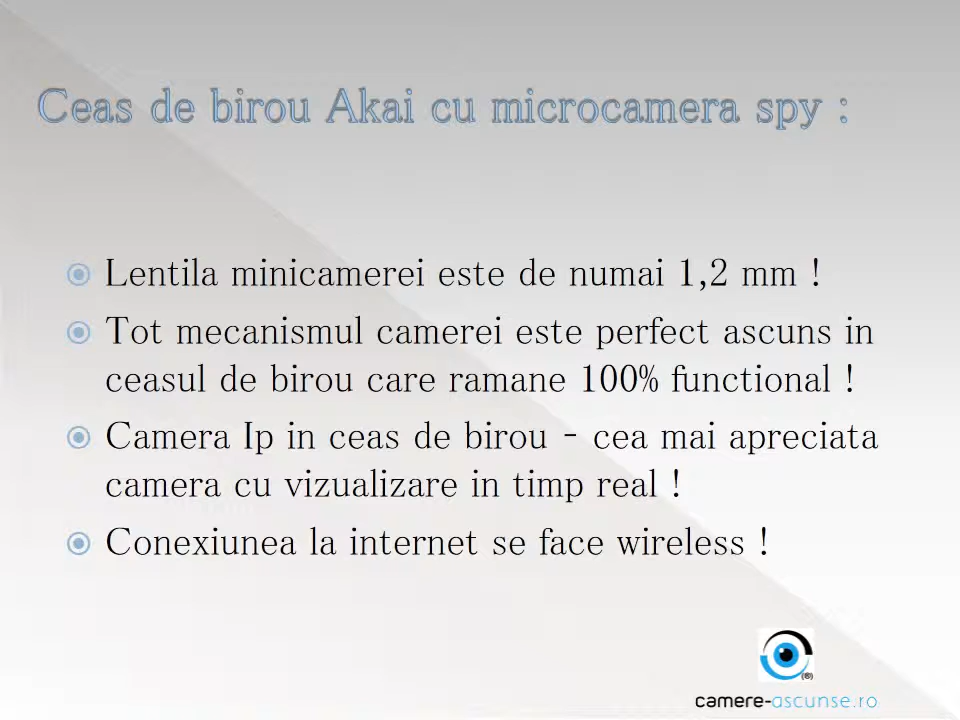 Ceas de birou Akai cu microcamera spy :
Lentila minicamerei este de numai 1,2 mm !
Tot mecanismul camerei este perfect ascuns in
ceasul de birou care ramane 100% functional !
Camera Ip in ceas de birou - cea mai apreciata
camera cu vizualizare in timp real !
Conexiunea la internet se face wireless !
(®)
camere-ascunse.ro